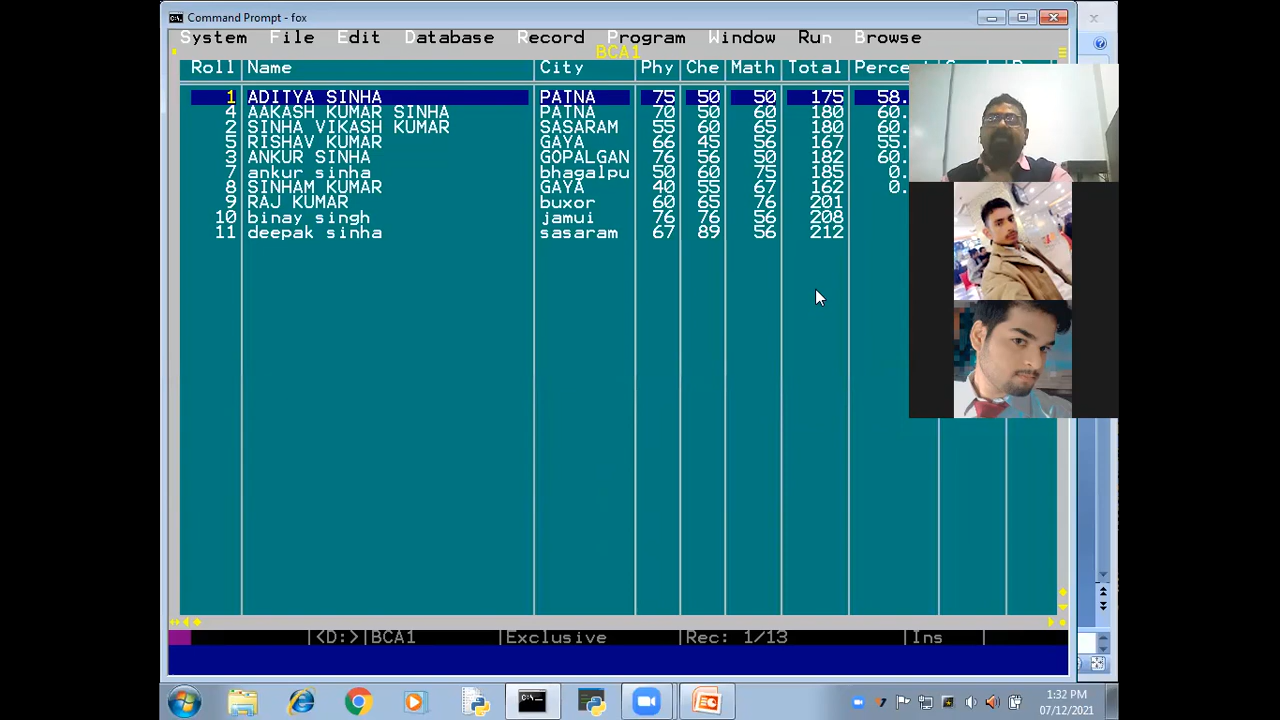 Command Prompt - fox
System File Edit Database Record Program Window Run Browse
BCA1
Roll Name City Phy Che Math Total Perce
1 ADITYA SINHA PATNA 75 50 50 175 58.
4 AAKASH KUMAR SINHA PATNA 70 50 60 180 60.
2 SINHA VIKASH KUMAR SASARAM 55 60 65 180 60.
5 RISHAV KUMAR GAYA 66 45 56 167 55.
3 ANKUR SINHA GOPALGAN 76 56 50 182 60.
7 ankur sinha bhagalpu 50 60 75 185 0.
8 SINHAM KUMAR GAYA 40 55 67 162 0.
9 RAJ KUMAR buxor 60 65 76 201
10 binay singh jamui 76 76 56 208
11 deepak sinha sasaram 67 89 56 212
<D:> BCA1 Exclusive Rec: 1/13 Ins
1:32 PM
07/12/2021